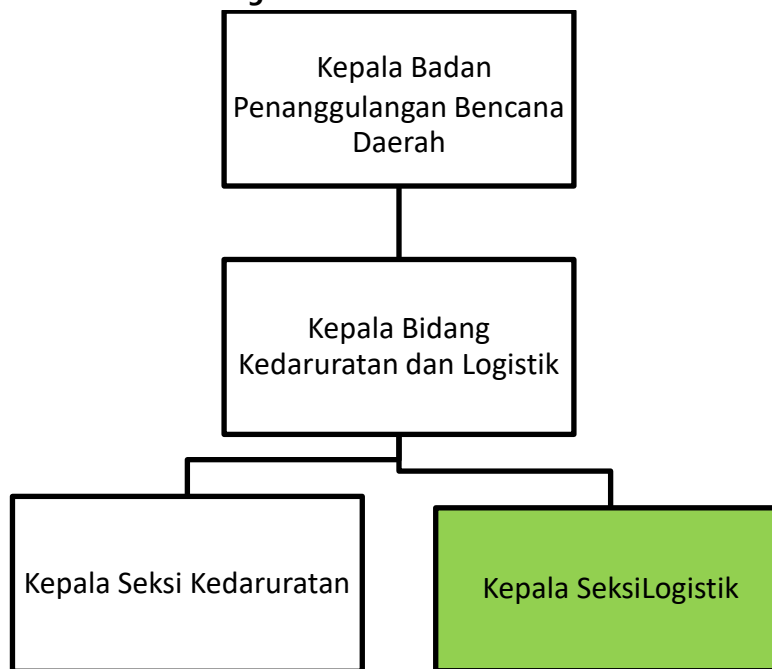 Kepala Badan
Penanggulangan Bencana
Daerah
Kepala Bidang
Kedaruratan dan Logistik
Kepala Seksi Kedaruratan
Kepala SeksiLogistik